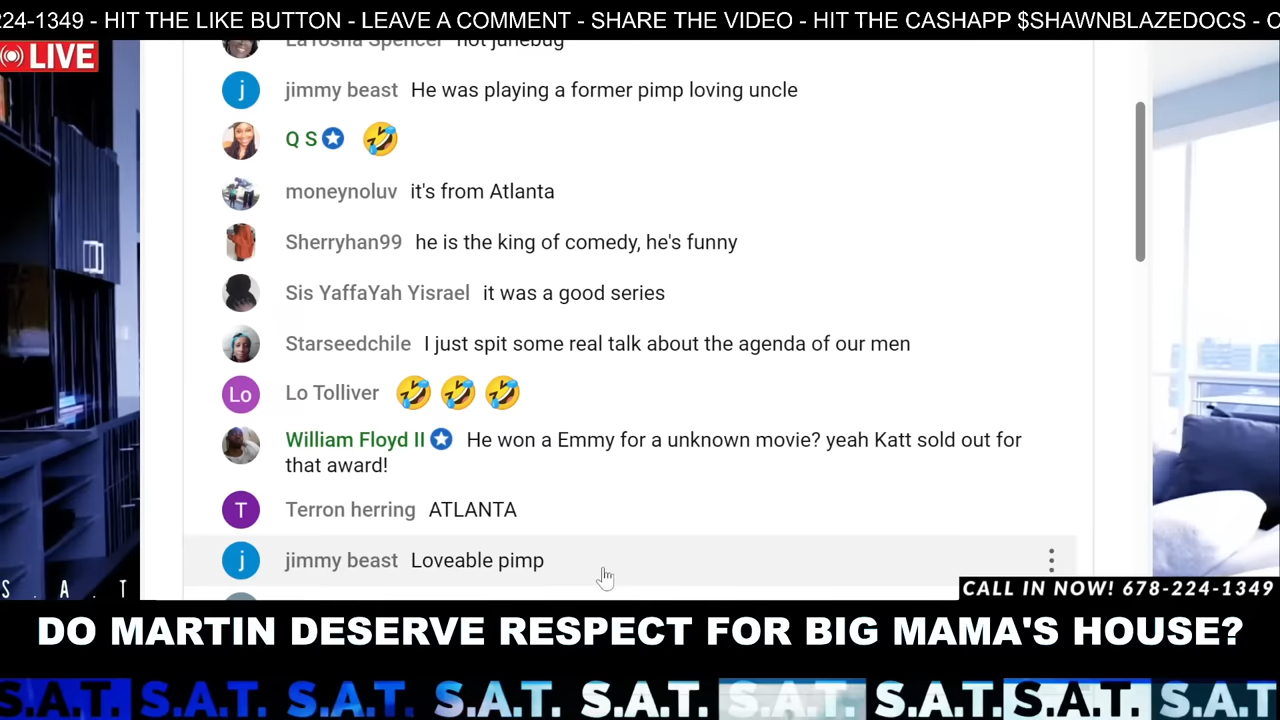 224-1349 - HIT THE LIKE BUTTON - LEAVE A COMMENT - SHARE THE VIDEO - HIT THE CASHAPP $SHAWNBLAZEDOCS - C
LIVE
LaTosha Spencer not junebug
j jimmy beast He was playing a former pimp loving uncle
Q S 🤣
moneynoluv it's from Atlanta
Sherryhan99 he is the king of comedy, he's funny
Sis YaffaYah Yisrael it was a good series
Starseedchile I just spit some real talk about the agenda of our men
Lo Lo Tolliver 🤣 🤣 🤣
William Floyd II He won a Emmy for a unknown movie? yeah Katt sold out for
that award!
T Terron herring ATLANTA
j jimmy beast Loveable pimp
S . A . T
CALL IN NOW! 678-224-1349
DO MARTIN DESERVE RESPECT FOR BIG MAMA'S HOUSE?
S.A.T. S.A.T. S.A.T. S.A.T. S.A.T. S.A.T. S.A.T. S.A.T. S.A.T